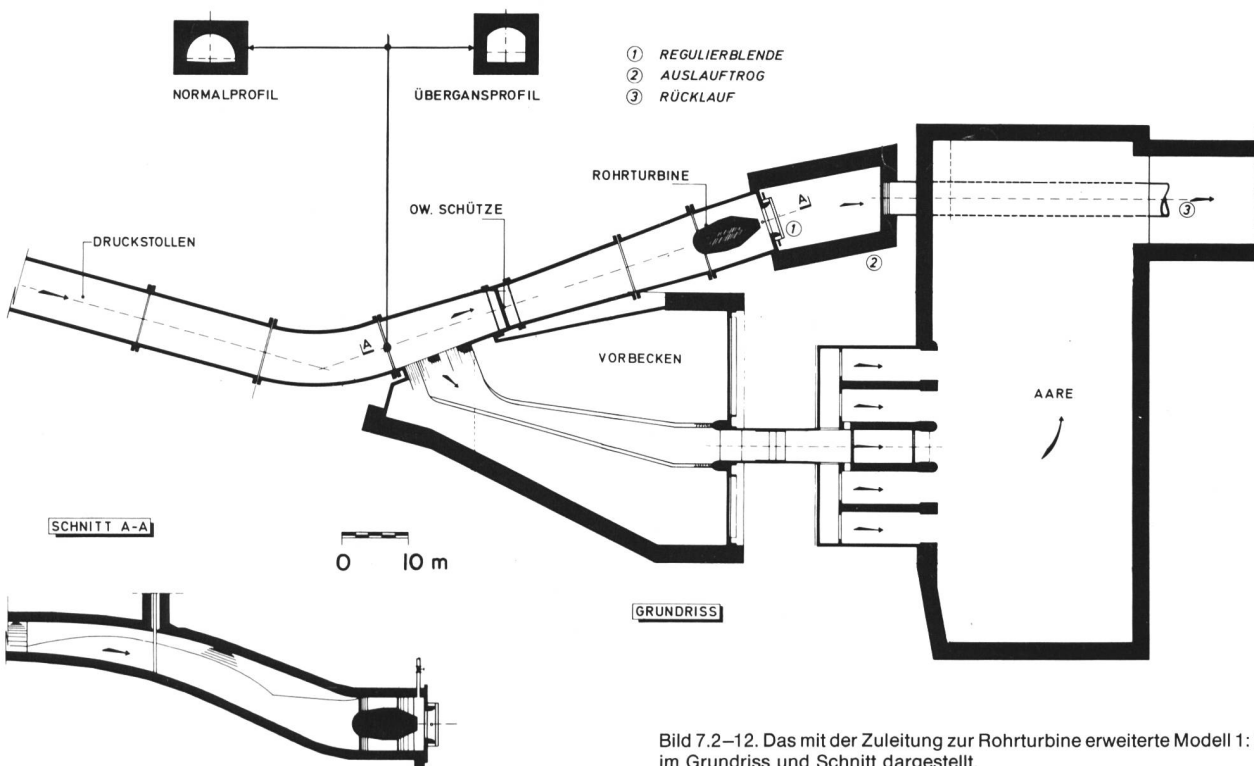 NORMALPROFIL
ÜBERGANSPROFIL
① REGULIERBLENDE
② AUSLAUFTROG
③ RÜCKLAUF
ROHRTURBINE
OW. SCHÜTZE
DRUCKSTOLLEN
A
①
②
③
A
VORBECKEN
AARE
SCHNITT A-A
0 10 m
GRUNDRISS
Bild 7.2–12. Das mit der Zuleitung zur Rohrturbine erweiterte Modell 1:
im Grundriss und Schnitt dargestellt.